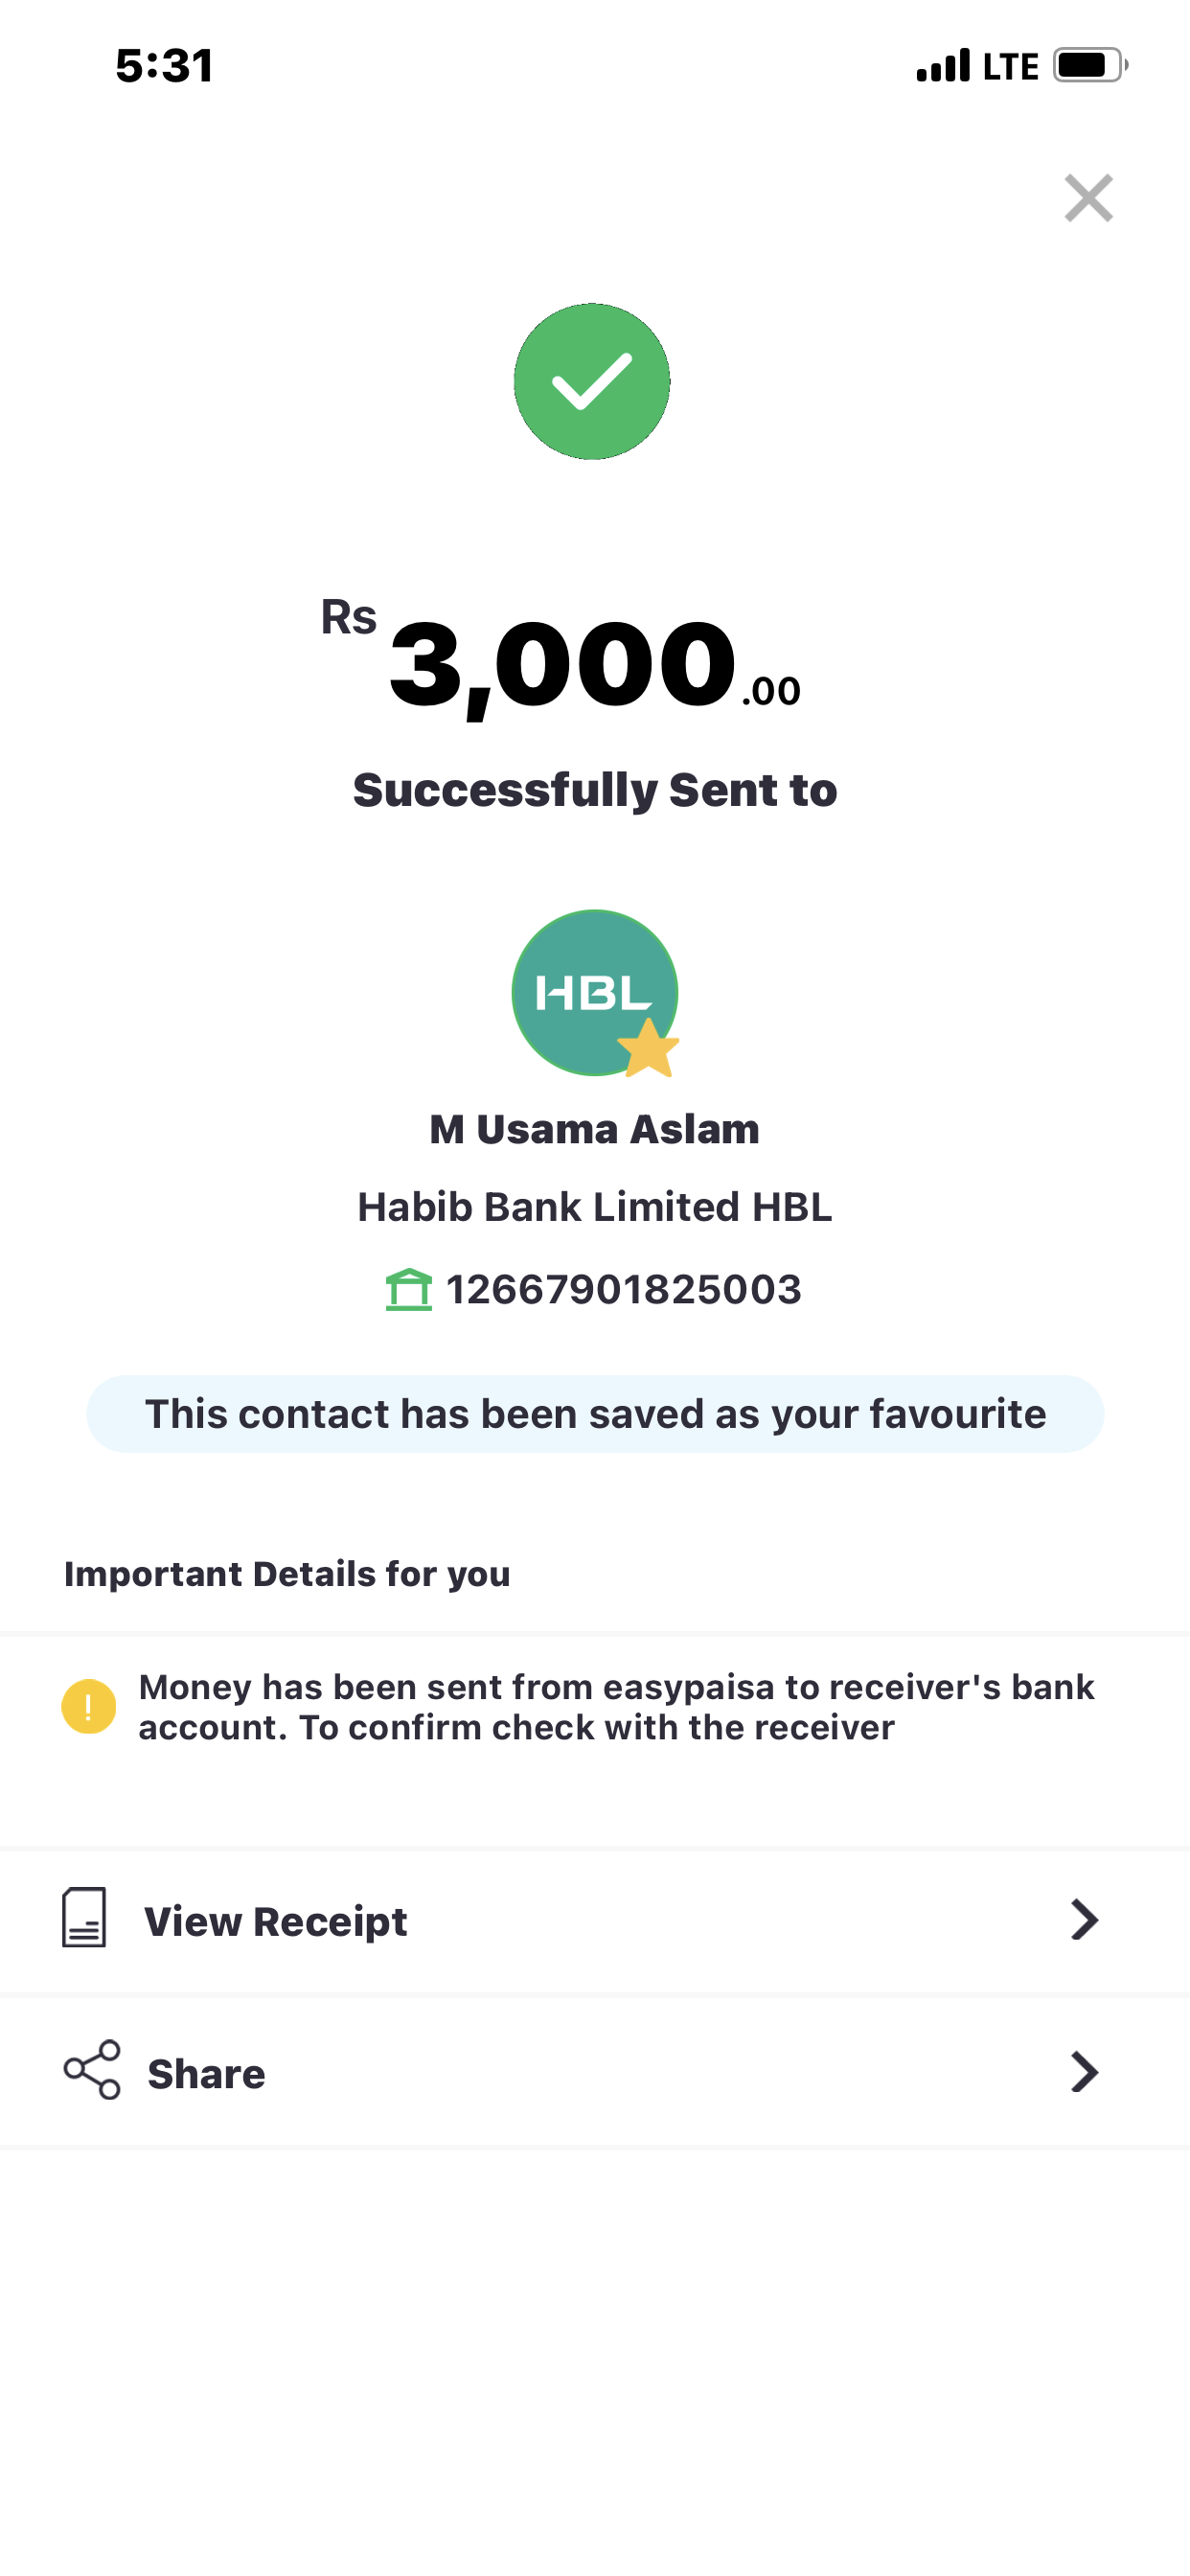 5:31
LTE
Rs 3,000.00
Successfully Sent to
HBL
M Usama Aslam
Habib Bank Limited HBL
12667901825003
This contact has been saved as your favourite
Important Details for you
! Money has been sent from easypaisa to receiver's bank
account. To confirm check with the receiver
View Receipt
Share